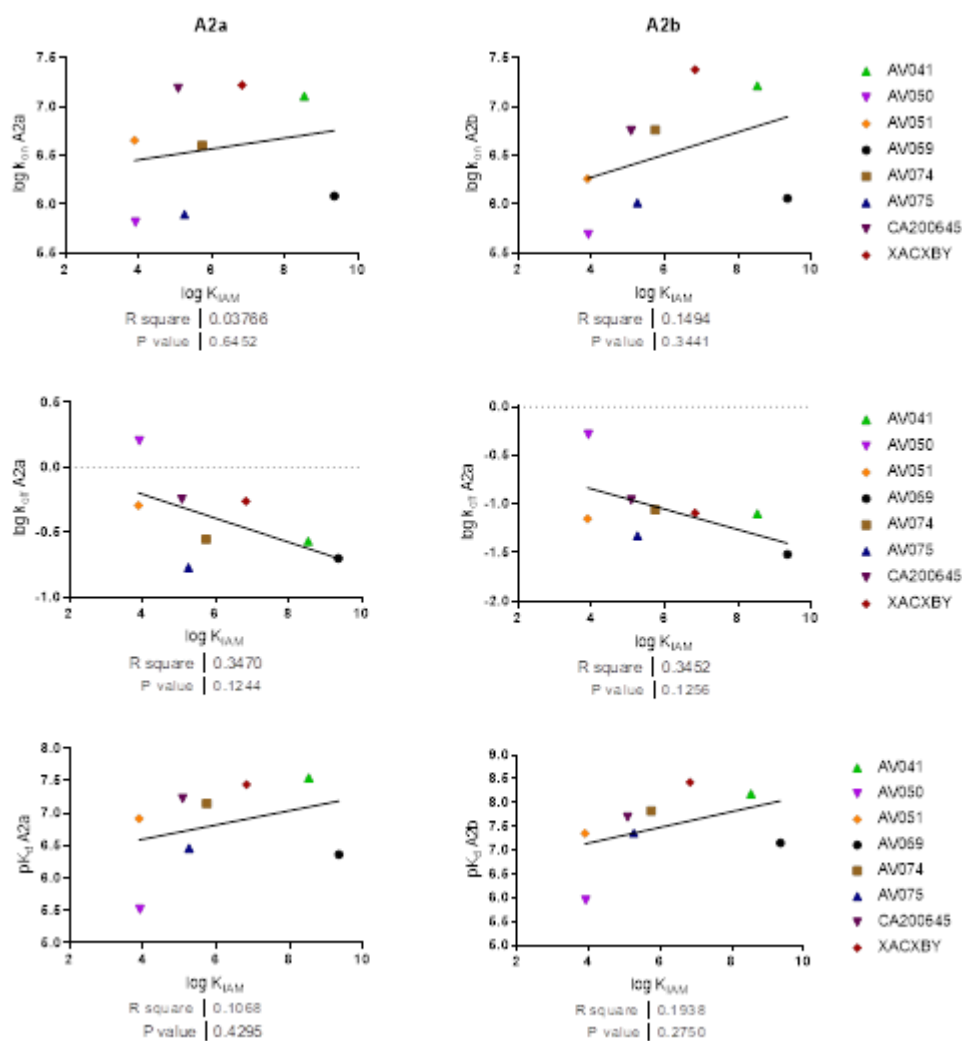 A2a
A2b
7.5
7.0
6.5
6.0
5.5
log kon A2a
2 4 6 8 10
log KIAM
R square 0.03766
P value 0.6452
7.5
7.0
6.5
6.0
5.5
log kon A2b
2 4 6 8 10
log KIAM
R square 0.1494
P value 0.3441
AV041
AV050
AV051
AV069
AV074
AV075
CA200645
XACXBY
0.5
0.0
-0.5
-1.0
log koff A2a
2 4 6 8 10
log KIAM
R square 0.3470
P value 0.1244
0.0
-0.5
-1.0
-1.5
-2.0
log koff A2a
2 4 6 8 10
log KIAM
R square 0.3452
P value 0.1256
AV041
AV050
AV051
AV069
AV074
AV075
CA200645
XACXBY
8.0
7.5
7.0
6.5
6.0
5.5
5.0
pKd A2a
2 4 6 8 10
log KIAM
R square 0.1068
P value 0.4295
9.0
8.5
8.0
7.5
7.0
6.5
6.0
5.5
5.0
pKd A2b
2 4 6 8 10
log KIAM
R square 0.1938
P value 0.2750
AV041
AV050
AV051
AV069
AV074
AV075
CA200645
XACXBY